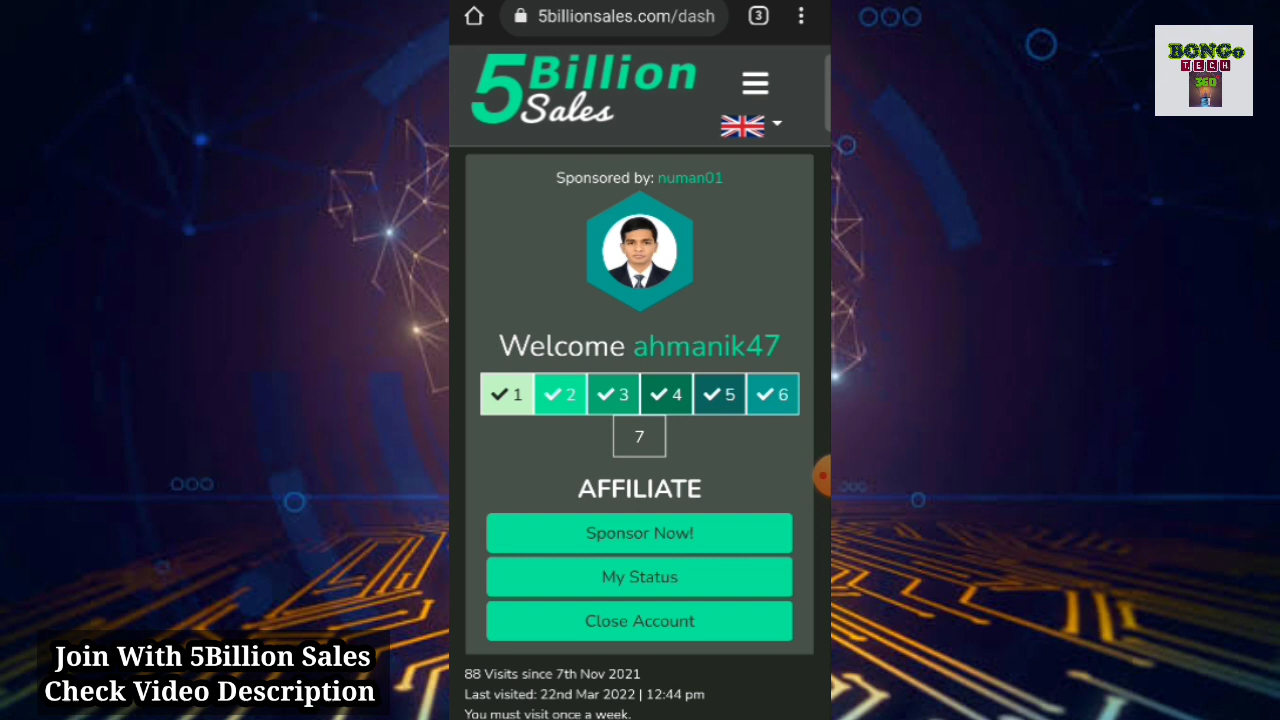 5billionsales.com/dash
3
5Billion
Sales
Sponsored by: numan01
Welcome ahmanik47
1 2 3 4 5 6
7
AFFILIATE
Sponsor Now!
My Status
Close Account
88 Visits since 7th Nov 2021
Last visited: 22nd Mar 2022 | 12:44 pm
You must visit once a week.
BONGo
TECH
360
Join With 5Billion Sales
Check Video Description